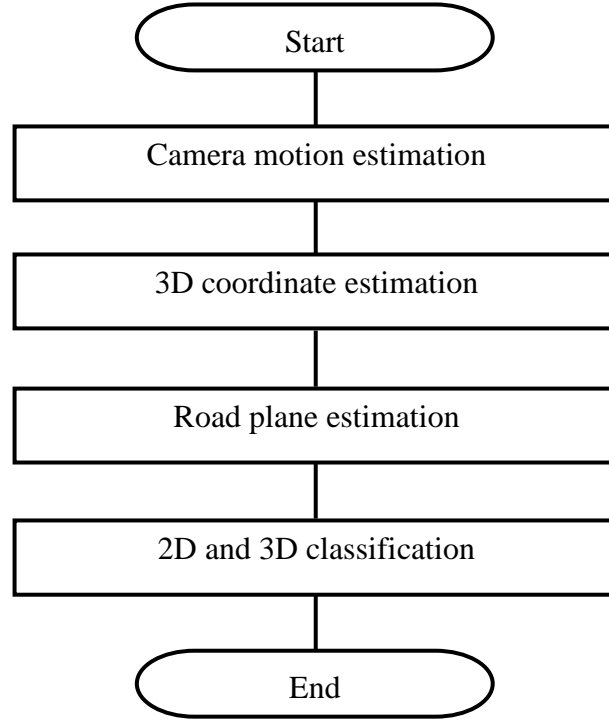 Start
Camera motion estimation
3D coordinate estimation
Road plane estimation
2D and 3D classification
End